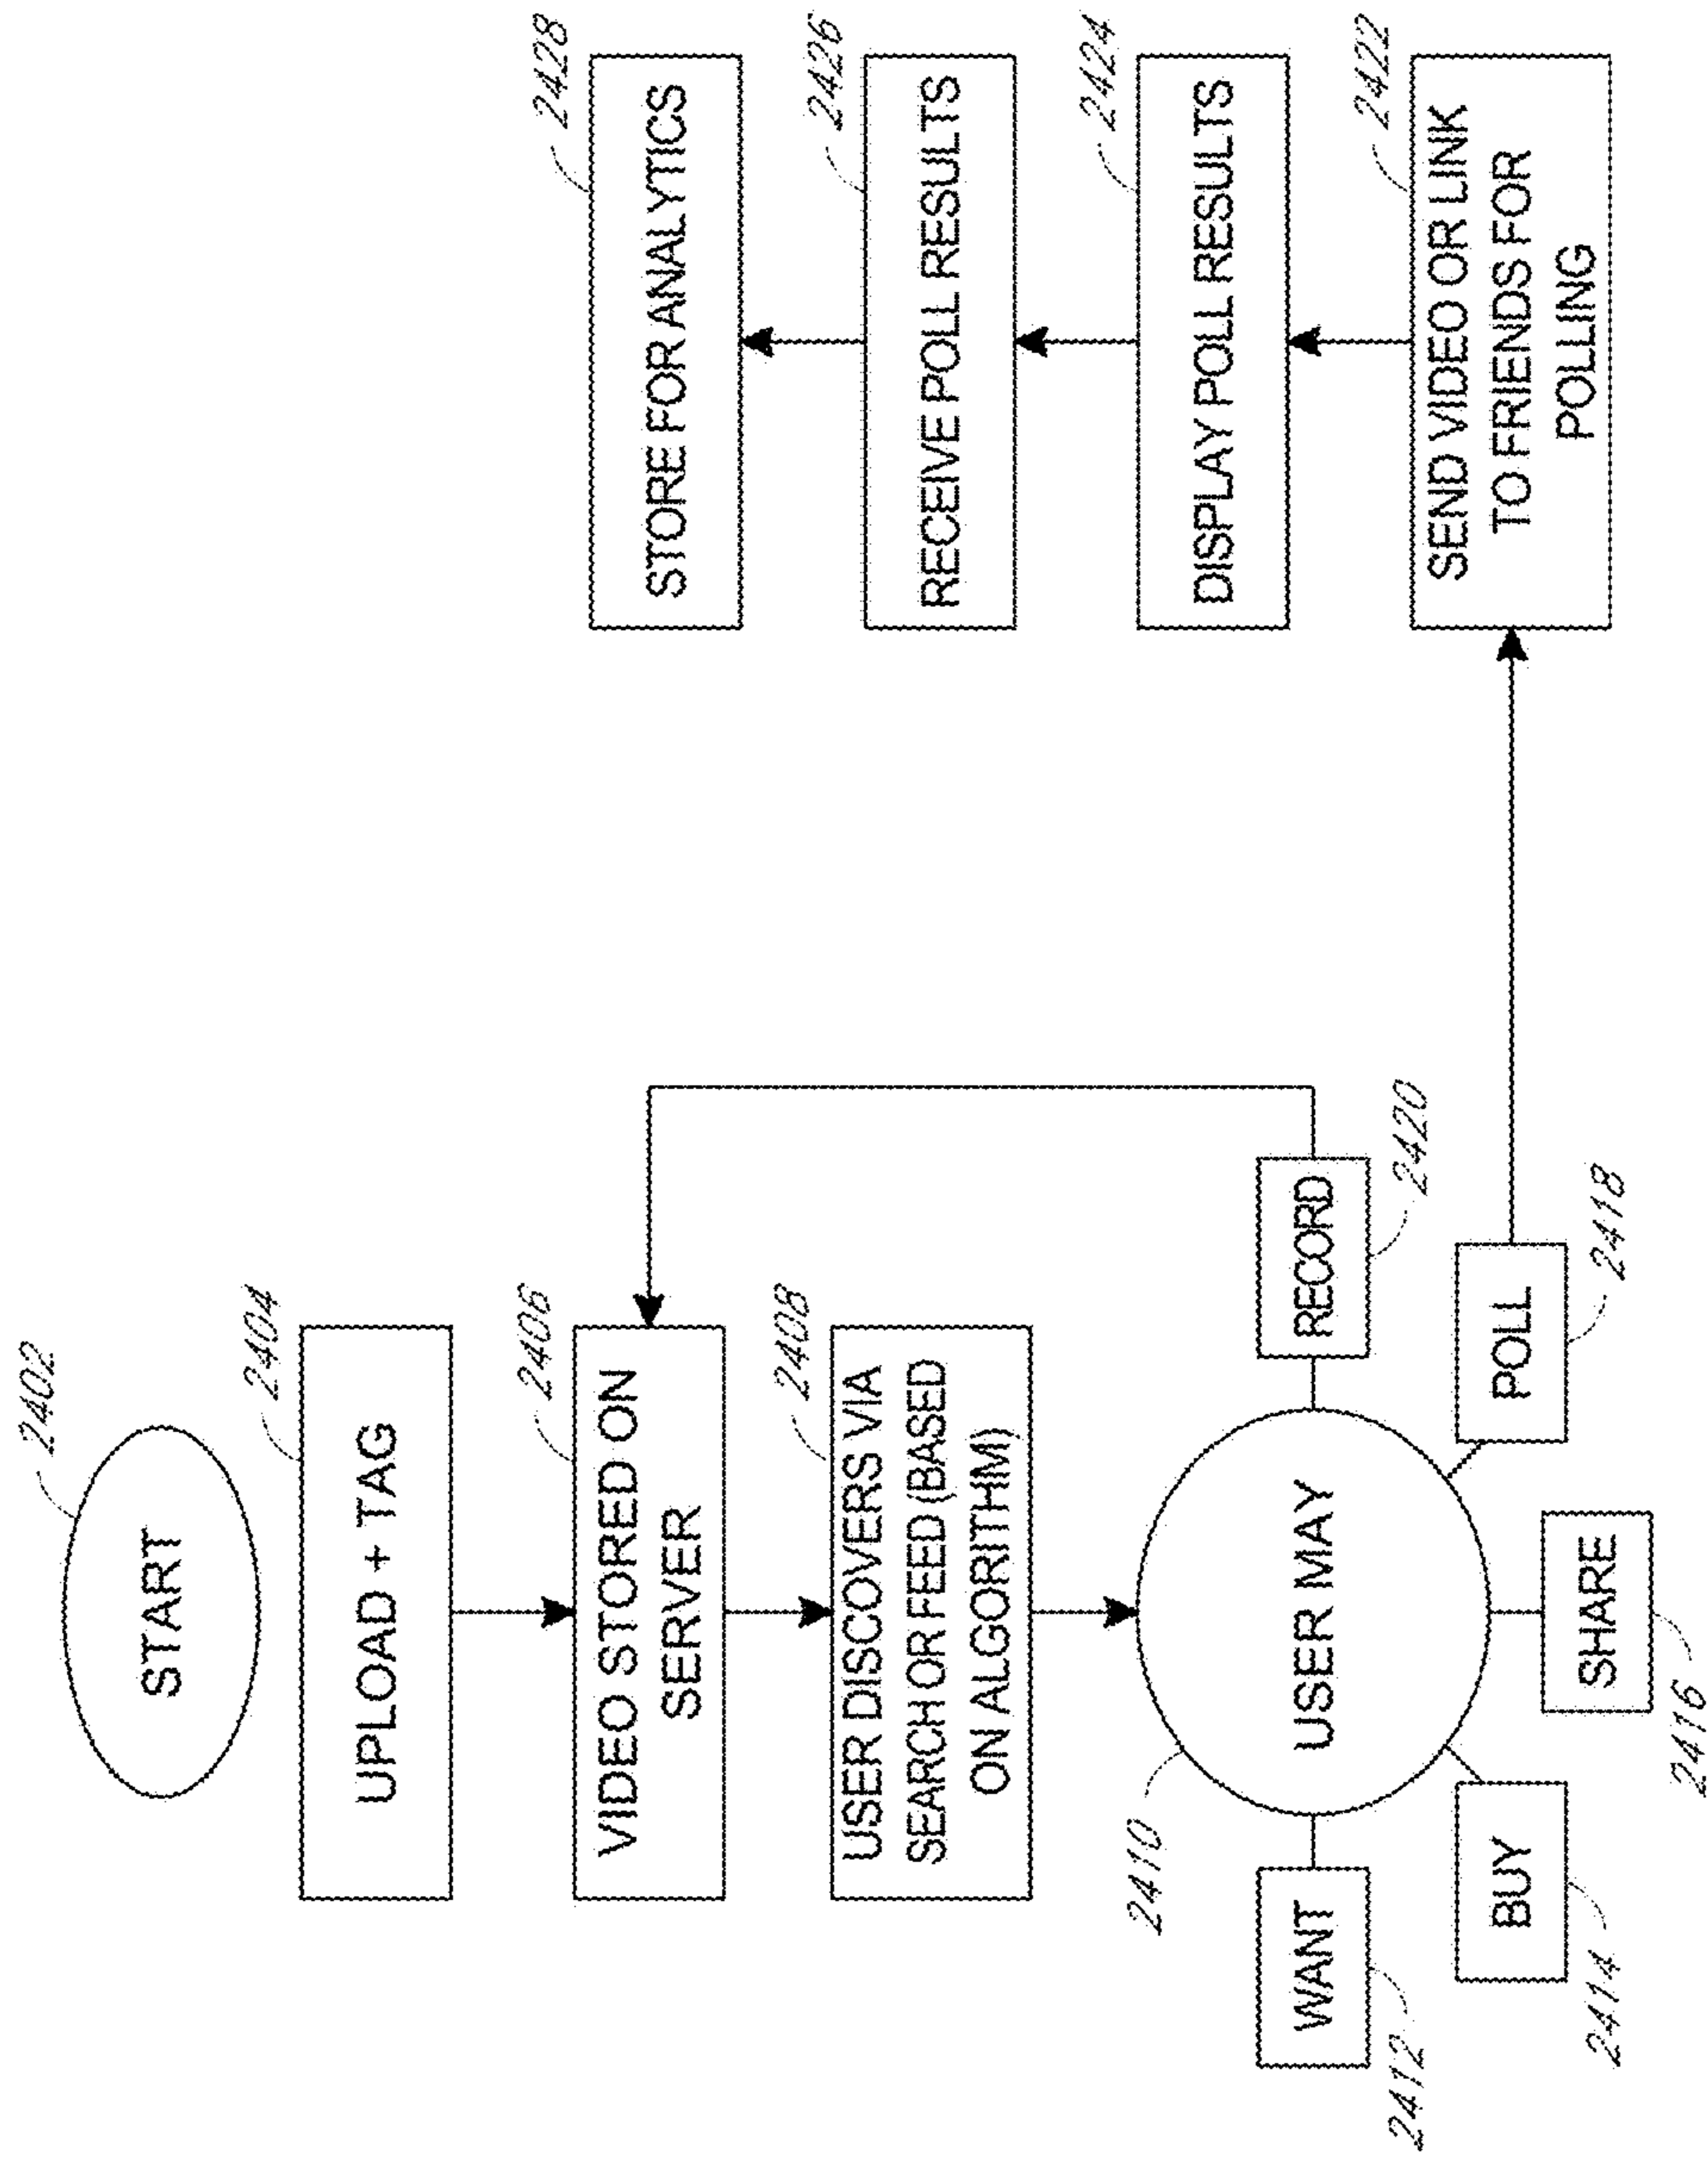 2402
START
2404
UPLOAD + TAG
2406
VIDEO STORED ON
SERVER
2408
USER DISCOVERS VIA
SEARCH OR FEED (BASED
ON ALGORITHM)
2410
USER MAY
WANT
2412
BUY
2414
SHARE
2416
POLL
2418
RECORD
2420
2422
SEND VIDEO OR LINK
TO FRIENDS FOR
POLLING
2424
DISPLAY POLL RESULTS
2426
RECEIVE POLL RESULTS
2428
STORE FOR ANALYTICS